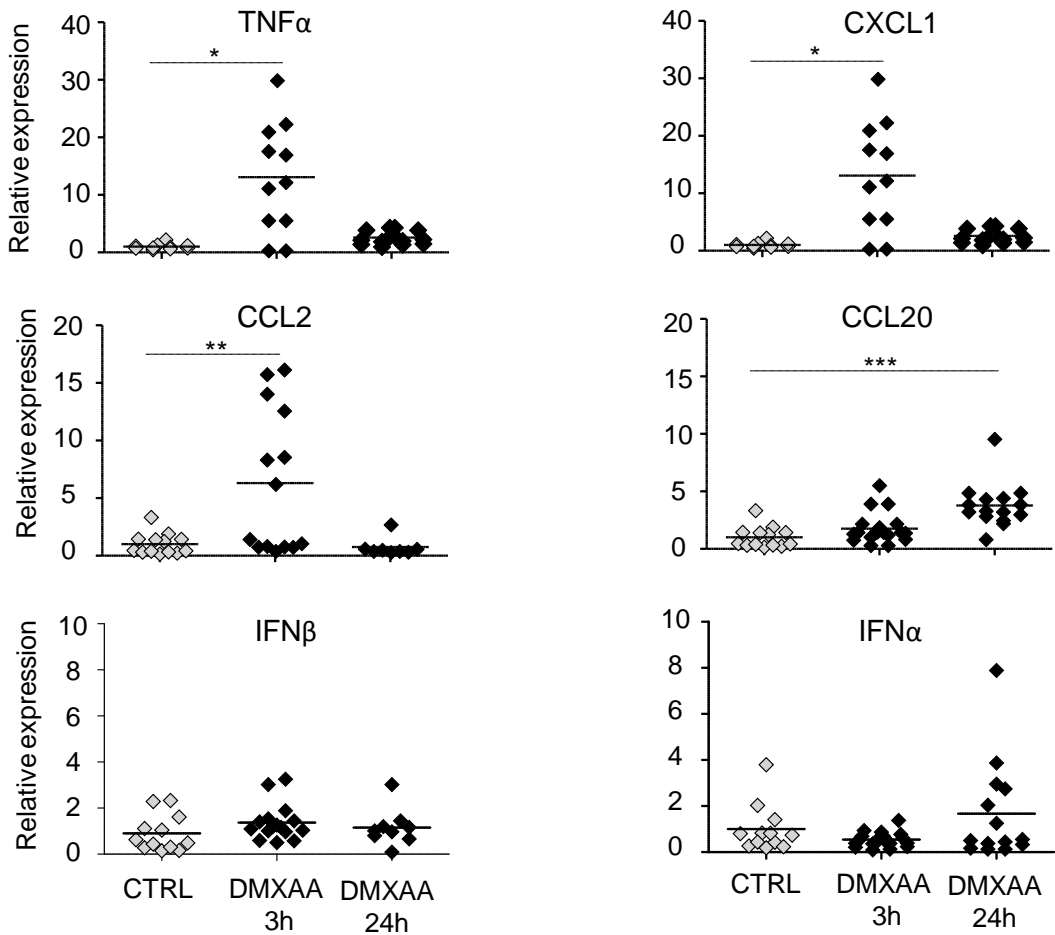 TNFα
Relative expression
40
30
20
10
0
*
CXCL1
40
30
20
10
0
*
CCL2
Relative expression
20
15
10
5
0
**
CCL20
20
15
10
5
0
***
IFNβ
Relative expression
10
8
6
4
2
0
CTRL
DMXAA
3h
DMXAA
24h
IFNα
10
8
6
4
2
0
CTRL
DMXAA
3h
DMXAA
24h